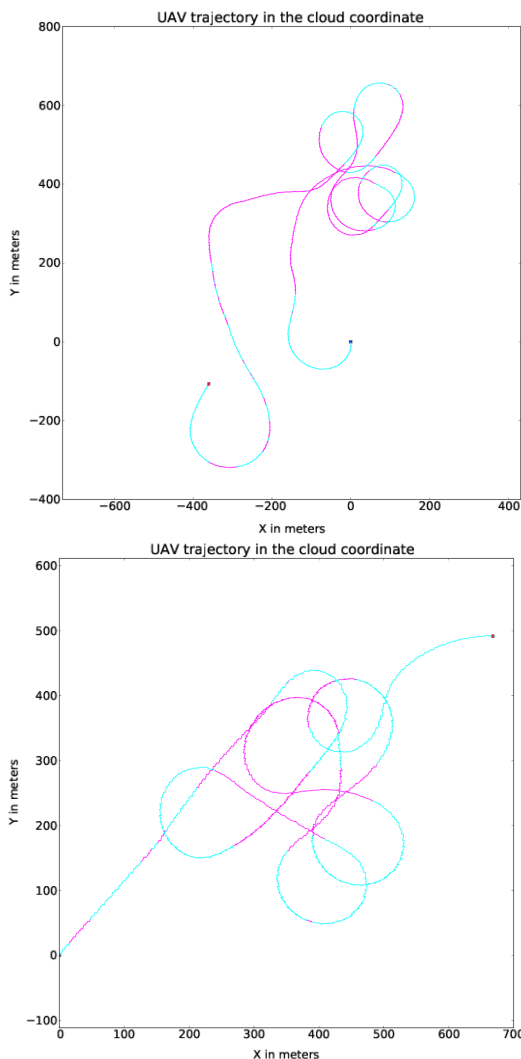 UAV trajectory in the cloud coordinate
800
600
400
200
0
−200
−400
−600 −400 −200 0 200 400
Y in meters
X in meters
UAV trajectory in the cloud coordinate
600
500
400
300
200
100
0
−100
0 100 200 300 400 500 600 700
Y in meters
X in meters